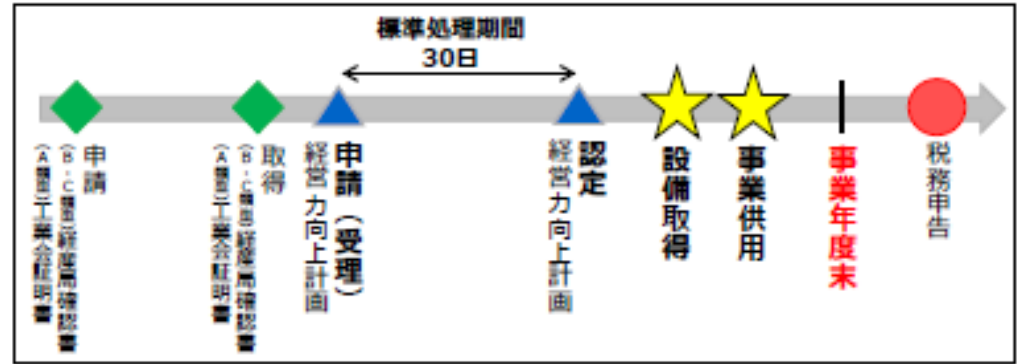 標準処理期間
30日
申請
（B・C類型）経産局確認書
（A類型）工業会証明書
取得
（B・C類型）経産局確認書
（A類型）工業会証明書
申請（受理）
経営力向上計画
認定
経営力向上計画
設備取得
事業供用
事業年度末
税務申告